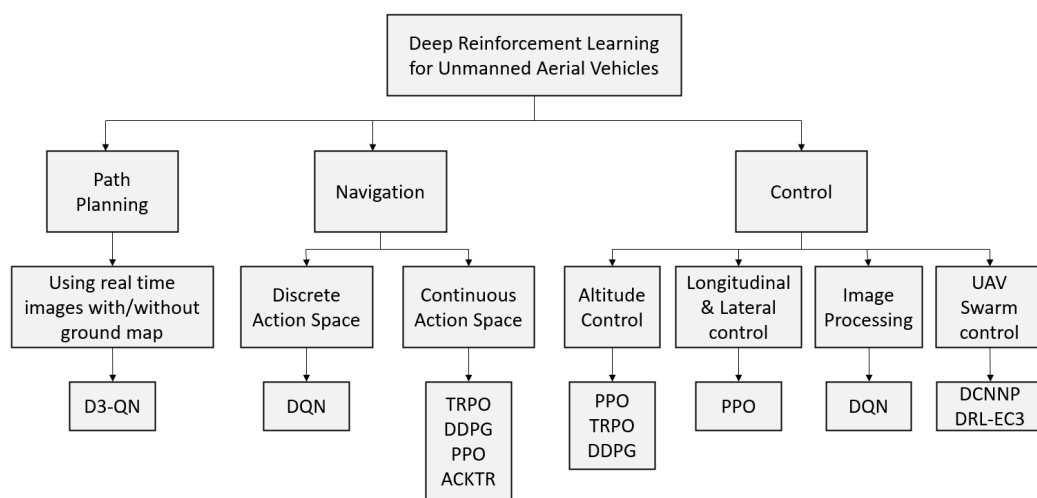 Deep Reinforcement Learning
for Unmanned Aerial Vehicles
Path
Planning
Navigation
Control
Using real time
images with/without
ground map
Discrete
Action Space
Continuous
Action Space
Altitude
Control
Longitudinal
& Lateral
control
Image
Processing
UAV
Swarm
control
D3-QN
DQN
TRPO
DDPG
PPO
ACKTR
PPO
TRPO
DDPG
PPO
DQN
DCNNP
DRL-EC3